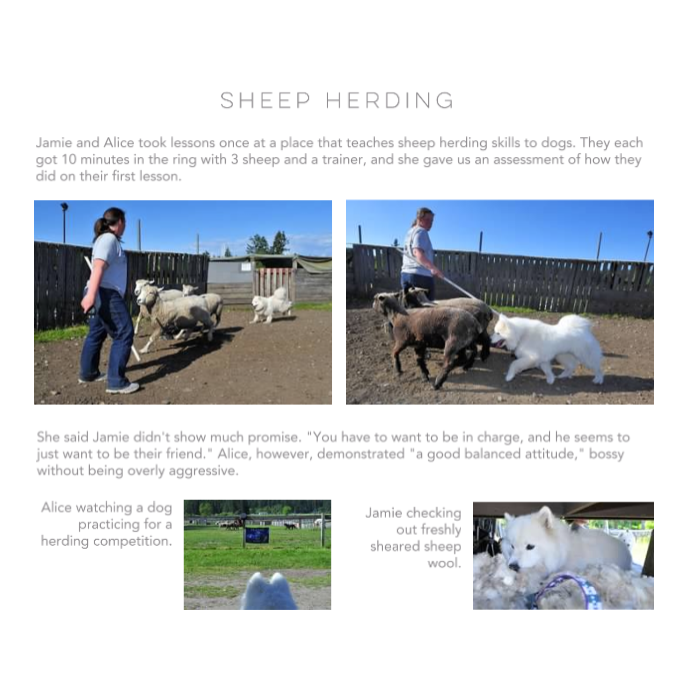 SHEEP HERDING
Jamie and Alice took lessons once at a place that teaches sheep herding skills to dogs. They each
got 10 minutes in the ring with 3 sheep and a trainer, and she gave us an assessment of how they
did on their first lesson.
She said Jamie didn't show much promise. "You have to want to be in charge, and he seems to
just want to be their friend." Alice, however, demonstrated "a good balanced attitude," bossy
without being overly aggressive.
Alice watching a dog
practicing for a
herding competition.
Jamie checking
out freshly
sheared sheep
wool.